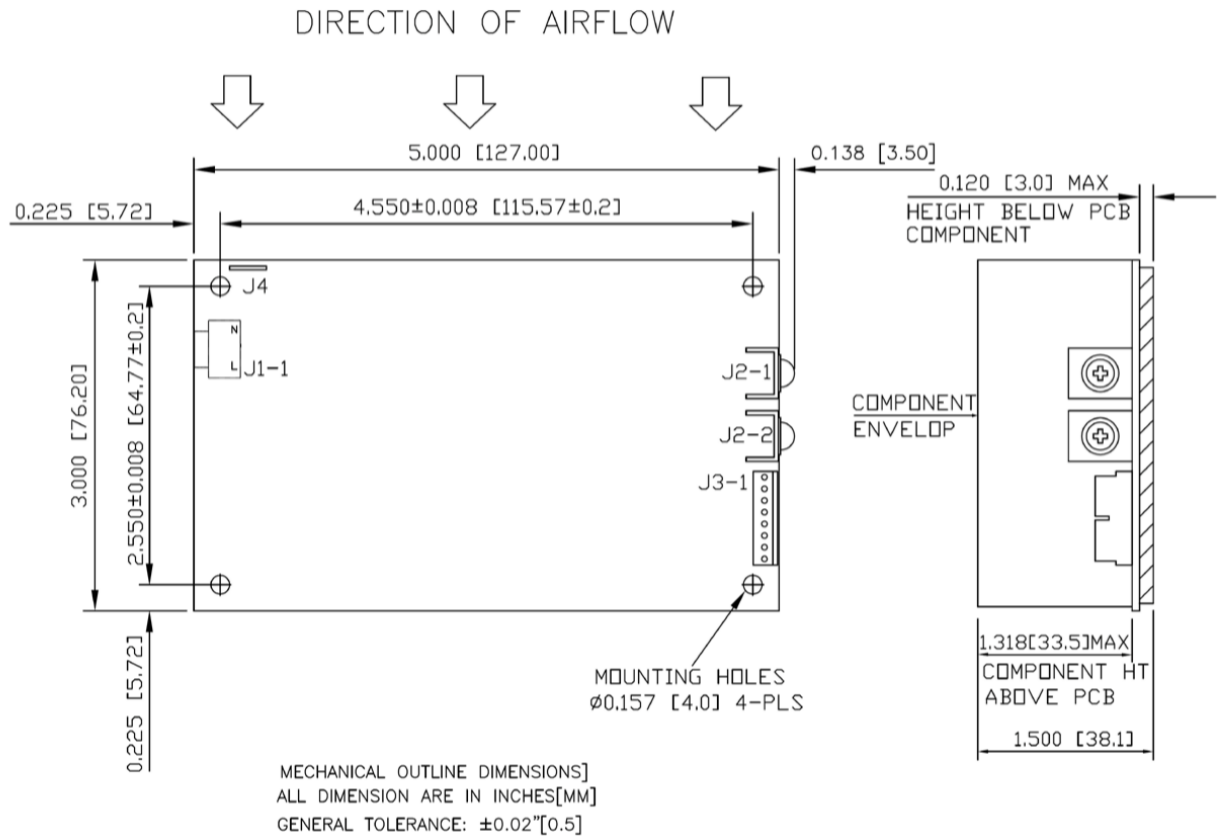 DIRECTION OF AIRFLOW
5.000 [127.00]
0.138 [3.50]
0.120 [3.0] MAX
HEIGHT BELOW PCB
COMPONENT
0.225 [5.72]
4.550±0.008 [115.57±0.2]
J4
N
L
J1-1
3.000 [76.20]
2.550±0.008 [64.77±0.2]
J2-1
J2-2
J3-1
COMPONENT
ENVELOP
0.225 [5.72]
MOUNTING HOLES
Ø0.157 [4.0] 4-PLS
1.318[33.5]MAX
COMPONENT HT
ABOVE PCB
1.500 [38.1]
MECHANICAL OUTLINE DIMENSIONS]
ALL DIMENSION ARE IN INCHES[MM]
GENERAL TOLERANCE: ±0.02"[0.5]